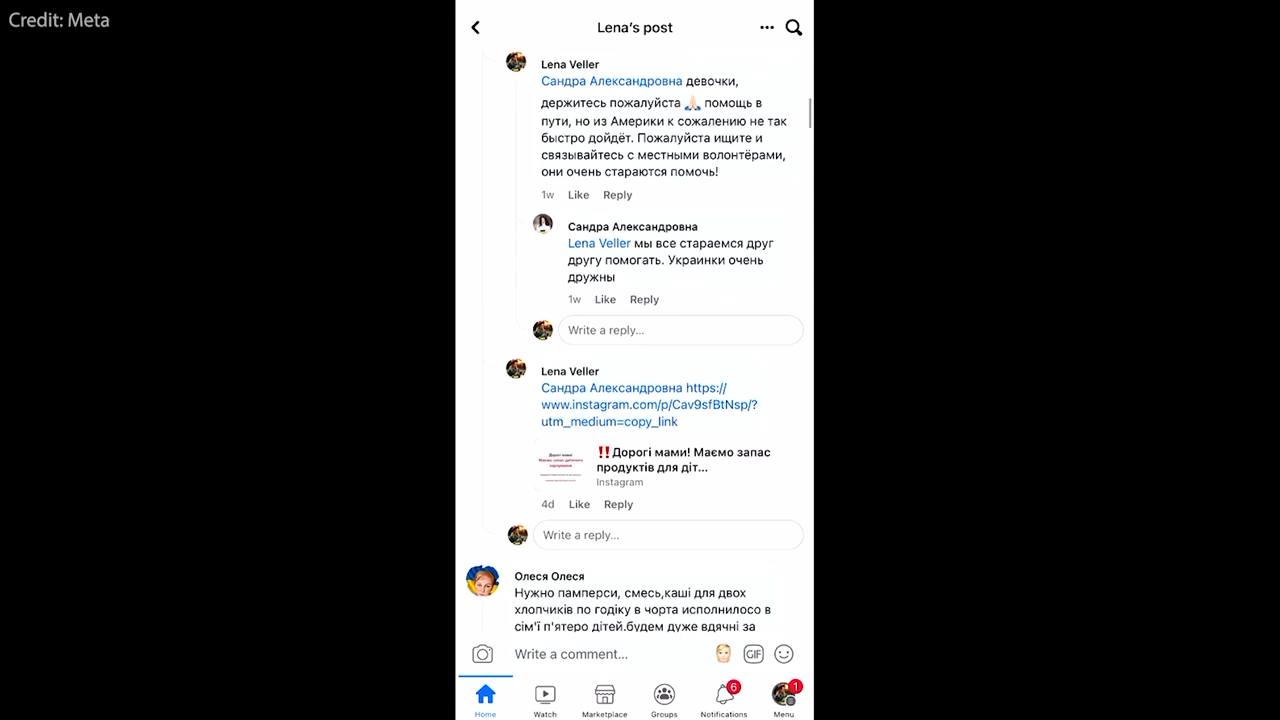 Credit: Meta
Lena's post
Lena Veller
Сандра Александровна девочки,
держитесь пожалуйста 🙏🏻 помощь в
пути, но из Америки к сожалению не так
быстро дойдёт. Пожалуйста ищите и
связывайтесь с местными волонтёрами,
они очень стараются помочь!
1w Like Reply
Сандра Александровна
Lena Veller мы все стараемся друг
другу помогать. Украинки очень
дружны
1w Like Reply
Write a reply...
Lena Veller
Сандра Александровна https://
www.instagram.com/p/Cav9sfBtNsp/?
utm_medium=copy_link
‼️Дорогі мами! Маємо запас
продуктів для діт...
Instagram
4d Like Reply
Write a reply...
Олеся Олеся
Нужно памперси, смесь,каші для двох
хлопчиків по годіку в чорта исполнилосо в
сім'ї п'ятеро дітей.будем дуже вдячні за
Write a comment...
GIF
6
1
Home Watch Marketplace Groups Notifications Menu